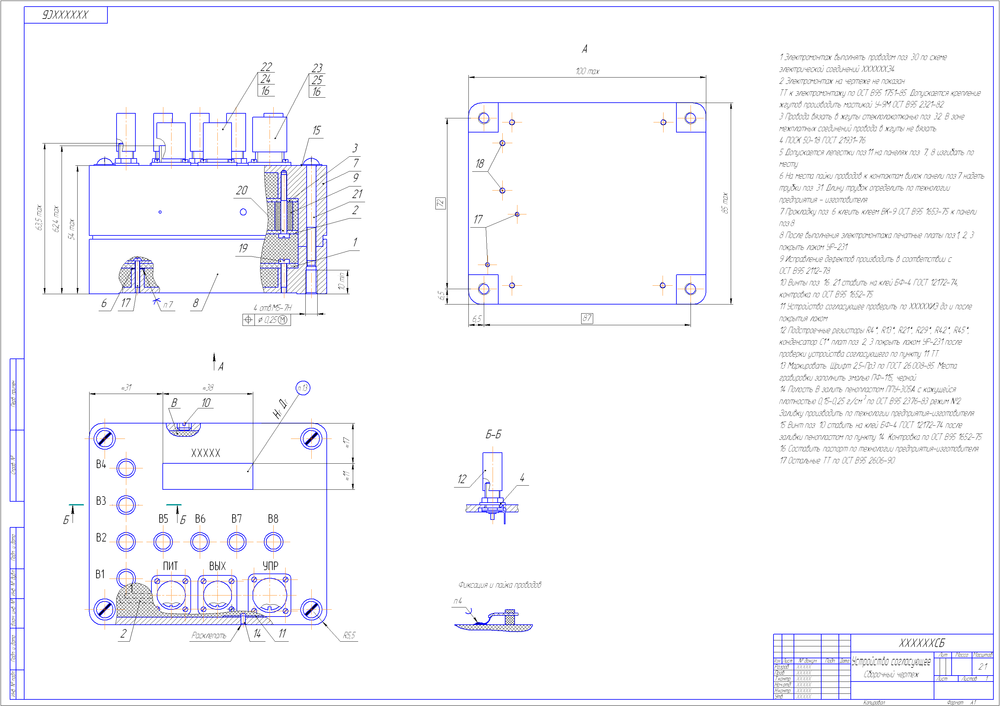 ХХХХХХСБ
22
24
16
23
25
16
15
3
7
9
20
21
2
19
1
63,5 max
62,4 max
54 max
10 min
6
17
п.7
8
4 отв.М5-7Н
⌀ 0,25 М
А
100 max
18
17
72
85 max
6,5
6,5
87
А
≈31
≈38
п.13
В
10
Нг Дг
≈17
ХХХХХ
≈11
В4
В3
Б
Б
В5
В6
В7
В8
В2
ПИТ
ВЫХ
УПР
В1
1
2
Расклепать
14
11
R5,5
Б-Б
12
4
Фиксация и пайка проводов
п.4
1 Электромонтаж выполнять проводом поз. 30 по схеме
электрической соединений ХХХХХХЭ4.
2 Электромонтаж на чертеже не показан.
ТТ к электромонтажу по ОСТ В95 1751-85. Допускается крепление
жгутов производить мастикой У-9М ОСТ В95 2321-82.
3 Провода вязать в жгуты стеклолакотканью поз. 32. В зоне
межплатных соединений провода в жгуты не вязать.
4 ПОСК 50-18 ГОСТ 21931-76.
5 Допускается лепестки поз.11 на панелях поз. 7, 8 изгибать по
месту.
6 На места пайки проводов к контактам вилок панели поз.7 надеть
трубки поз. 31. Длину трубок определить по технологии
предприятия - изготовителя.
7 Прокладку поз. 6 клеить клеем ВК-9 ОСТ В95 1653-75 к панели
поз.8.
8 После выполнения электромонтажа печатные платы поз.1, 2, 3
покрыть лаком УР-231.
9 Исправление дефектов производить в соответствии с
ОСТ В95 2112-78.
10 Винты поз. 16...21 ставить на клей БФ-4 ГОСТ 12172-74,
контровка по ОСТ В95 1652-75.
11 Устройство согласующее проверить по ХХХХХИЭ до и после
покрытия лаком.
12 Подстроечные резисторы R4*, R13*, R21*, R29*, R42*, R45*,
конденсатор С1* плат поз. 2, 3 покрыть лаком УР-231 после
проверки устройства согласующего по пункту 11 ТТ.
13 Маркировать. Шрифт 2,5-Пр3 по ГОСТ 26.008-85. Места
гравировки заполнить эмалью ПФ-115, черной.
14 Полость В залить пенопластом ППУ-305А с кажущейся
плотностью 0,15-0,25 г/см³ по ОСТ В95 2376-83 режим №2.
Заливку производить по технологии предприятия-изготовителя.
15 Винт поз. 10 ставить на клей БФ-4 ГОСТ 12172-74 после
заливки пенопластом по пункту 14. Контровка по ОСТ В95 1652-75.
16 Составить паспорт по технологии предприятия-изготовителя.
17 Остальные ТТ по ОСТ В95 2606-90.
Перв. примен.
Справ. №
Подп. и дата
Инв. № дубл.
Взам. инв. №
Подп. и дата
Инв. № подл.
ХХХХХХСБ
Устройство согласующее
Сборочный чертеж
Лит. Масса Масштаб
2:1
Лист Листов 1
Изм. Лист № докум. Подп. Дата
Разраб. ХХХХХ
Пров. ХХХХХ
Т.контр. ХХХХХ
Нач.отд. ХХХХХ
Н.контр. ХХХХХ
Утв. ХХХХХ
Копировал Формат А1